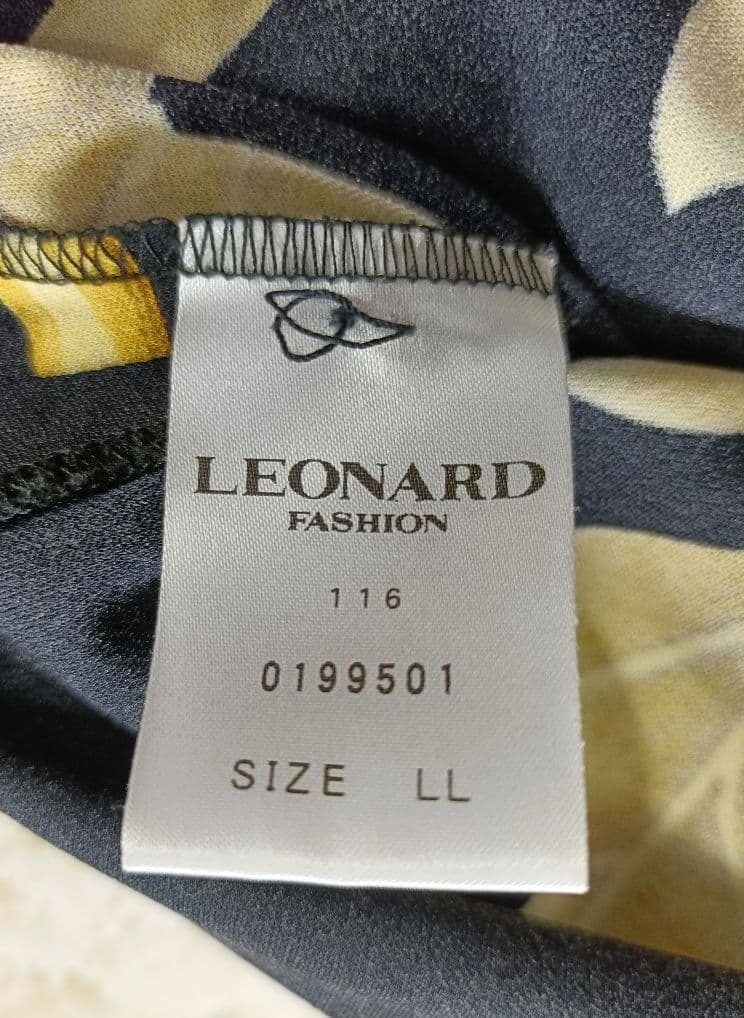 LEONARD
FASHION
116
0199501
SIZE LL